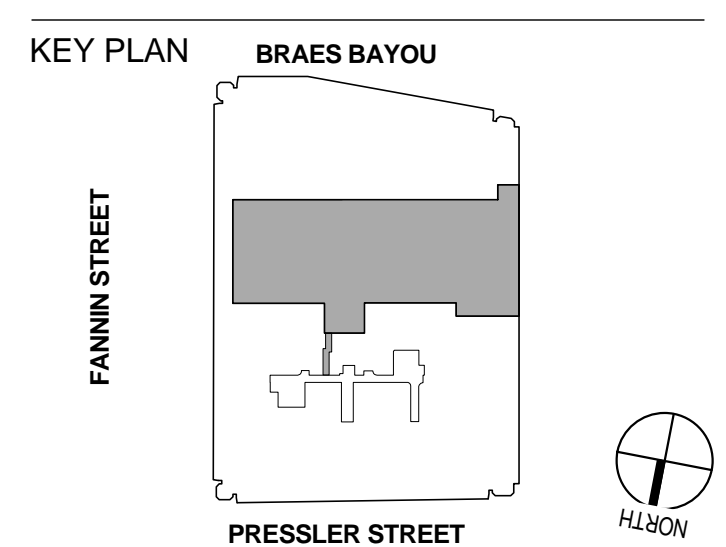 KEY PLAN
BRAES BAYOU
FANNIN STREET
PRESSLER STREET
NORTH